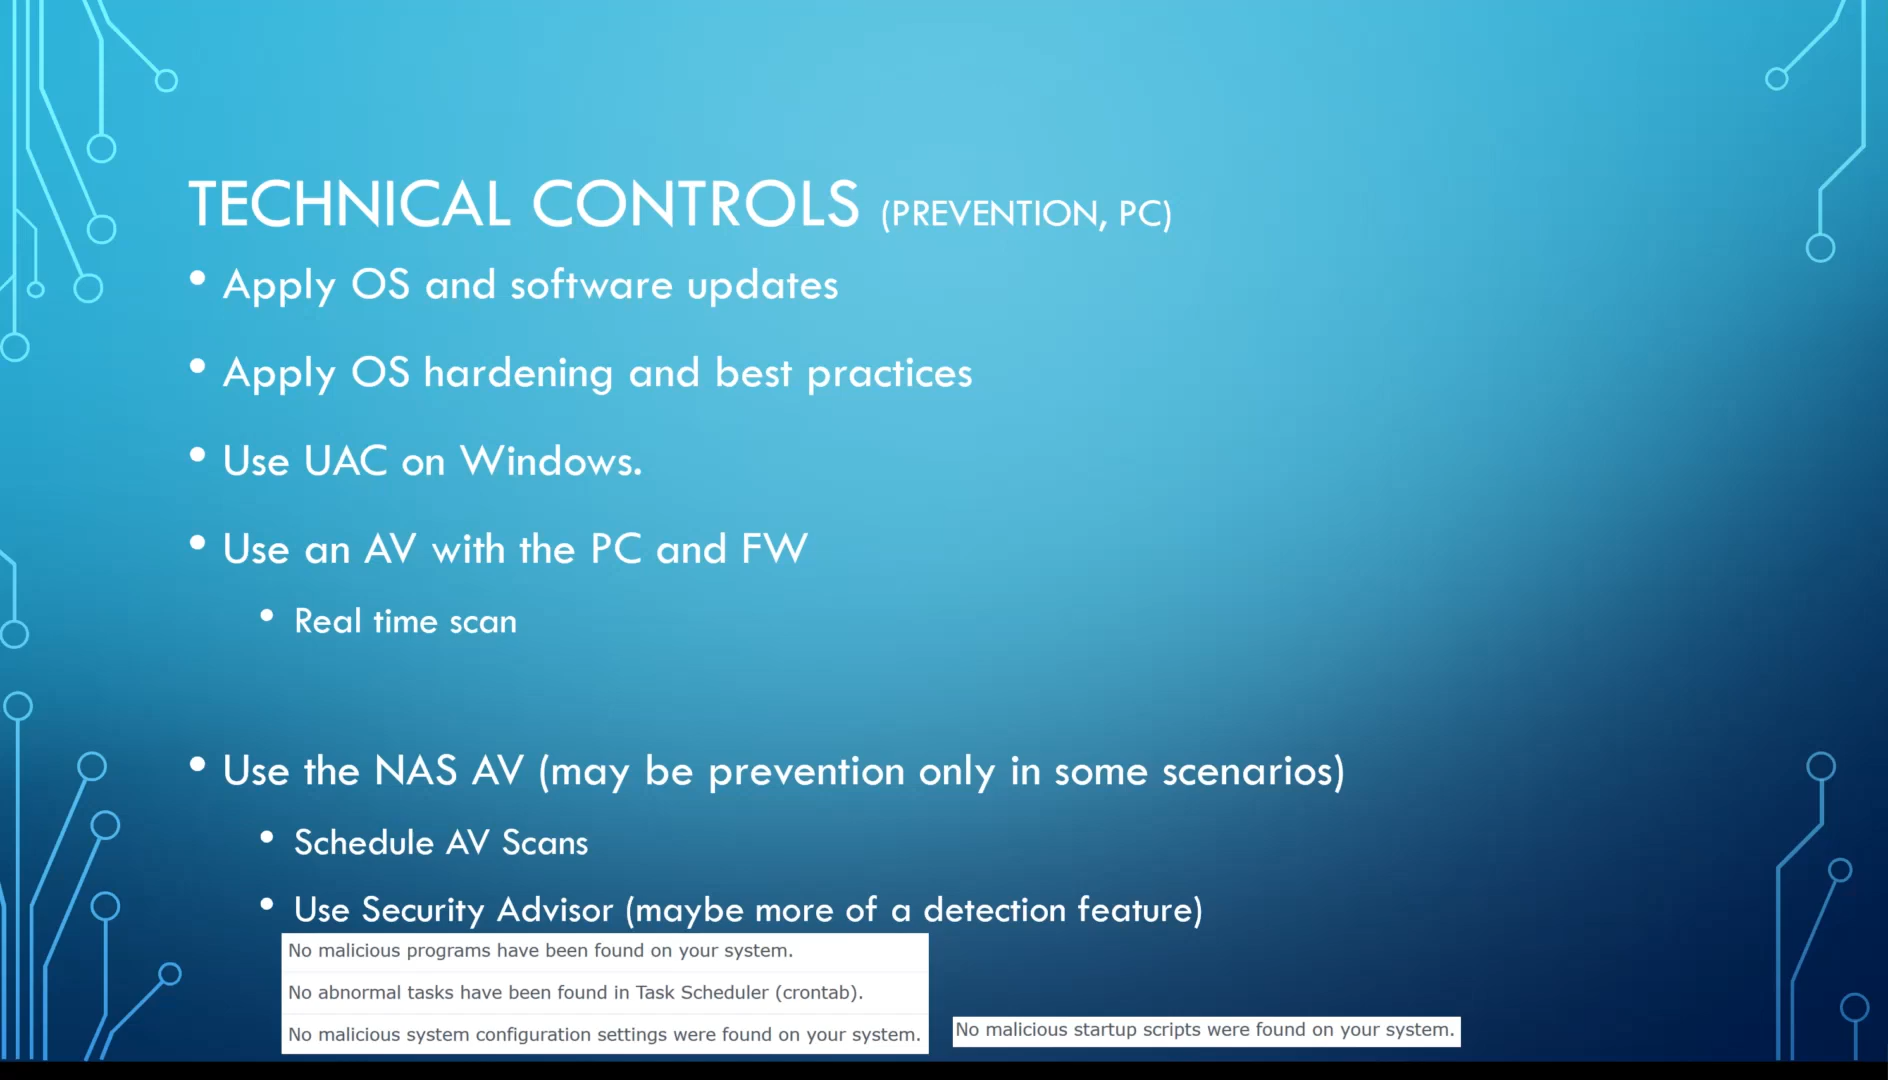 TECHNICAL CONTROLS (PREVENTION, PC)
• Apply OS and software updates
• Apply OS hardening and best practices
• Use UAC on Windows.
• Use an AV with the PC and FW
• Real time scan
• Use the NAS AV (may be prevention only in some scenarios)
• Schedule AV Scans
• Use Security Advisor (maybe more of a detection feature)
No malicious programs have been found on your system.
No abnormal tasks have been found in Task Scheduler (crontab).
No malicious system configuration settings were found on your system.
No malicious startup scripts were found on your system.